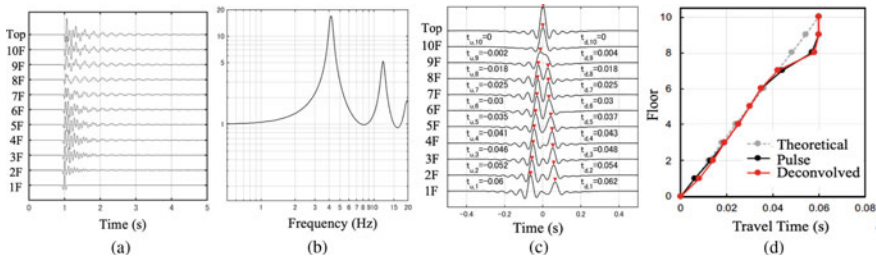 Top
10F
9F
8F
7F
6F
5F
4F
3F
2F
1F
0 1 2 3 4 5
Time (s)
(a)
20
10
1
1 2 3 4 5 6 7 8 910 15 20
Frequency (Hz)
(b)
Top
10F
9F
8F
7F
6F
5F
4F
3F
2F
1F
t_u,10=0 t_d,10=0
t_u,9=-0.002 t_d,9=0.004
t_u,8=-0.018 t_d,8=0.018
t_u,7=-0.025 t_d,7=0.025
t_u,6=-0.03 t_d,6=0.03
t_u,5=-0.035 t_d,5=0.037
t_u,4=-0.041 t_d,4=0.043
t_u,3=-0.046 t_d,3=0.048
t_u,2=-0.052 t_d,2=0.054
t_u,1=-0.06 t_d,1=0.062
-0.4 -0.2 0 0.2 0.4
Time (s)
(c)
Floor
10
8
6
4
2
0
Theoretical
Pulse
Deconvolved
0 0.02 0.04 0.06 0.08
Travel Time (s)
(d)